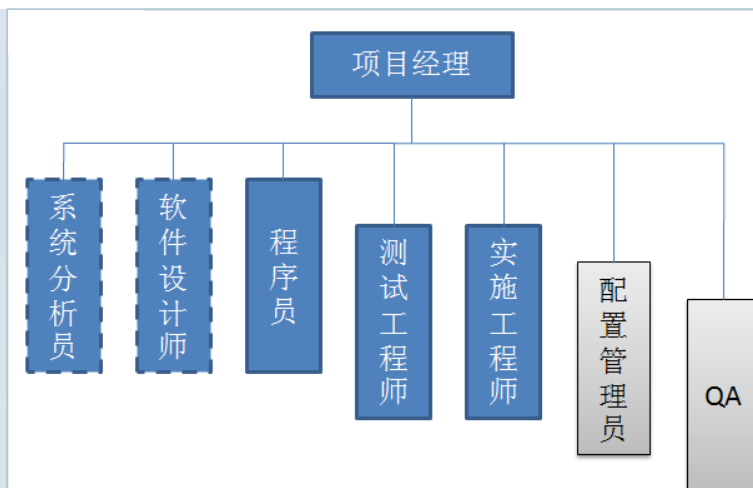 项目经理
系统分析员
软件设计师
程序员
测试工程师
实施工程师
配置管理员
QA